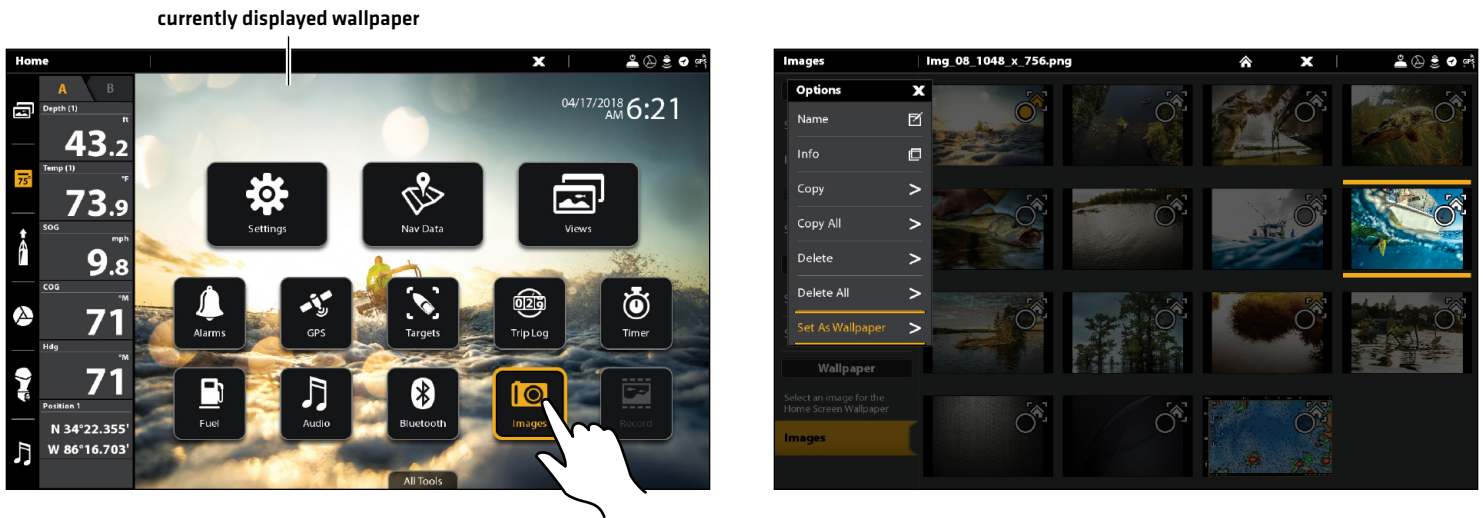 currently displayed wallpaper
Home
A
B
Depth (1)
ft
43.2
Temp (1)
°F
73.9
SOG
mph
9.8
COG
°M
71
Hdg
°M
71
Position 1
N 34°22.355'
W 86°16.703'
75°
GPS
04/17/2018
AM 6:21
Settings
Nav Data
Views
Alarms
GPS
Targets
Trip Log
Timer
Fuel
Audio
Bluetooth
Images
Record
All Tools
Images
Img_08_1048_x_756.png
GPS
Options
Name
Info
Copy
Copy All
Delete
Delete All
Set As Wallpaper
Wallpaper
Select an image for the
Home Screen Wallpaper
Images